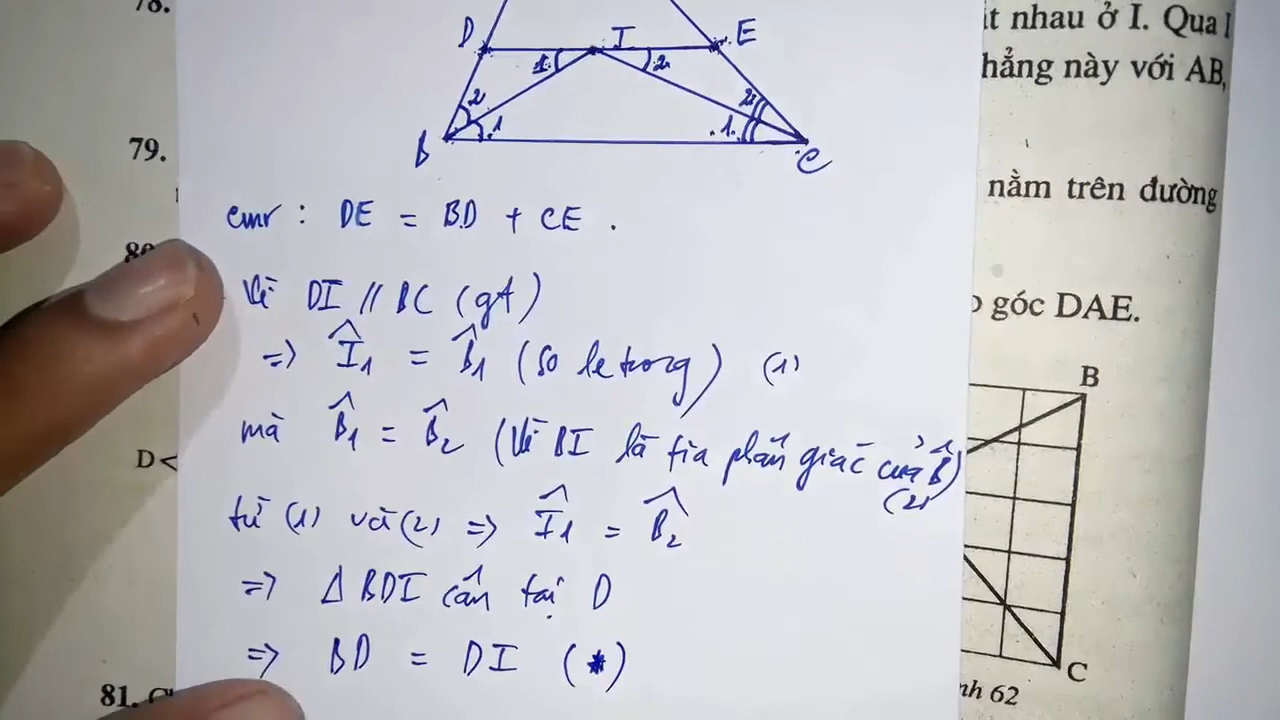 78.
ắt nhau ở I. Qua I
hẳng này với AB,
D I E
1 2
2 1 .1. 2
B C
79.
nằm trên đường
cmr : DE = BD + CE .
80
Vì DI // BC (gt)
góc DAE.
=> Î₁ = B̂₁ (so le trong) (1)
B
mà B̂₁ = B̂₂ (Vì BI là tia phân giác của B̂)
(2)
D<
từ (1) và (2) => Î₁ = B̂₂
=> Δ BDI cân tại D
=> BD = DI (*)
C
81. C
nh 62